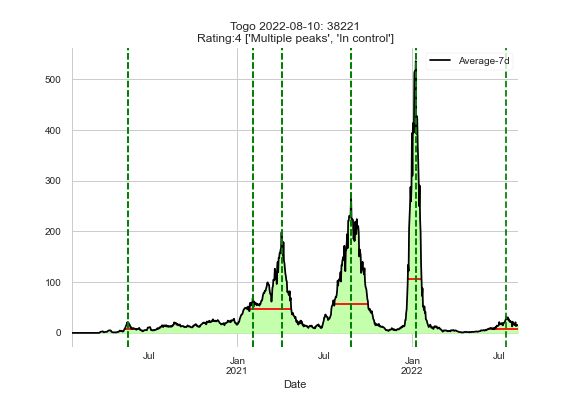 Togo 2022-08-10: 38221
Rating:4 ['Multiple peaks', 'In control']
Average-7d
500
400
300
200
100
0
Jul
Jan
2021
Jul
Jan
2022
Jul
Date